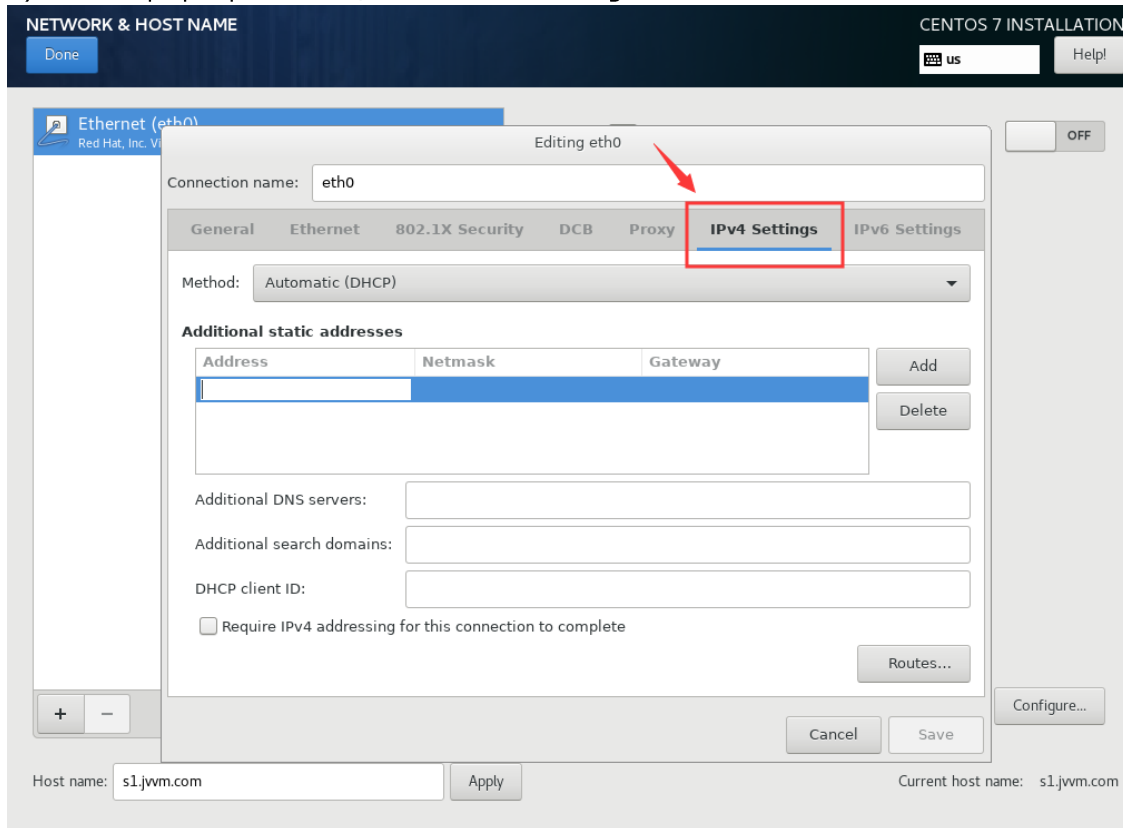 NETWORK & HOST NAME
CENTOS 7 INSTALLATION
Done
us
Help!
Ethernet (eth0)
Red Hat, Inc. Vi
OFF
Editing eth0
Connection name: eth0
General Ethernet 802.1X Security DCB Proxy IPv4 Settings IPv6 Settings
Method: Automatic (DHCP)
Additional static addresses
Address Netmask Gateway
Add
Delete
Additional DNS servers:
Additional search domains:
DHCP client ID:
Require IPv4 addressing for this connection to complete
Routes...
+ −
Configure...
Cancel Save
Host name: s1.jvvm.com Apply Current host name: s1.jvvm.com